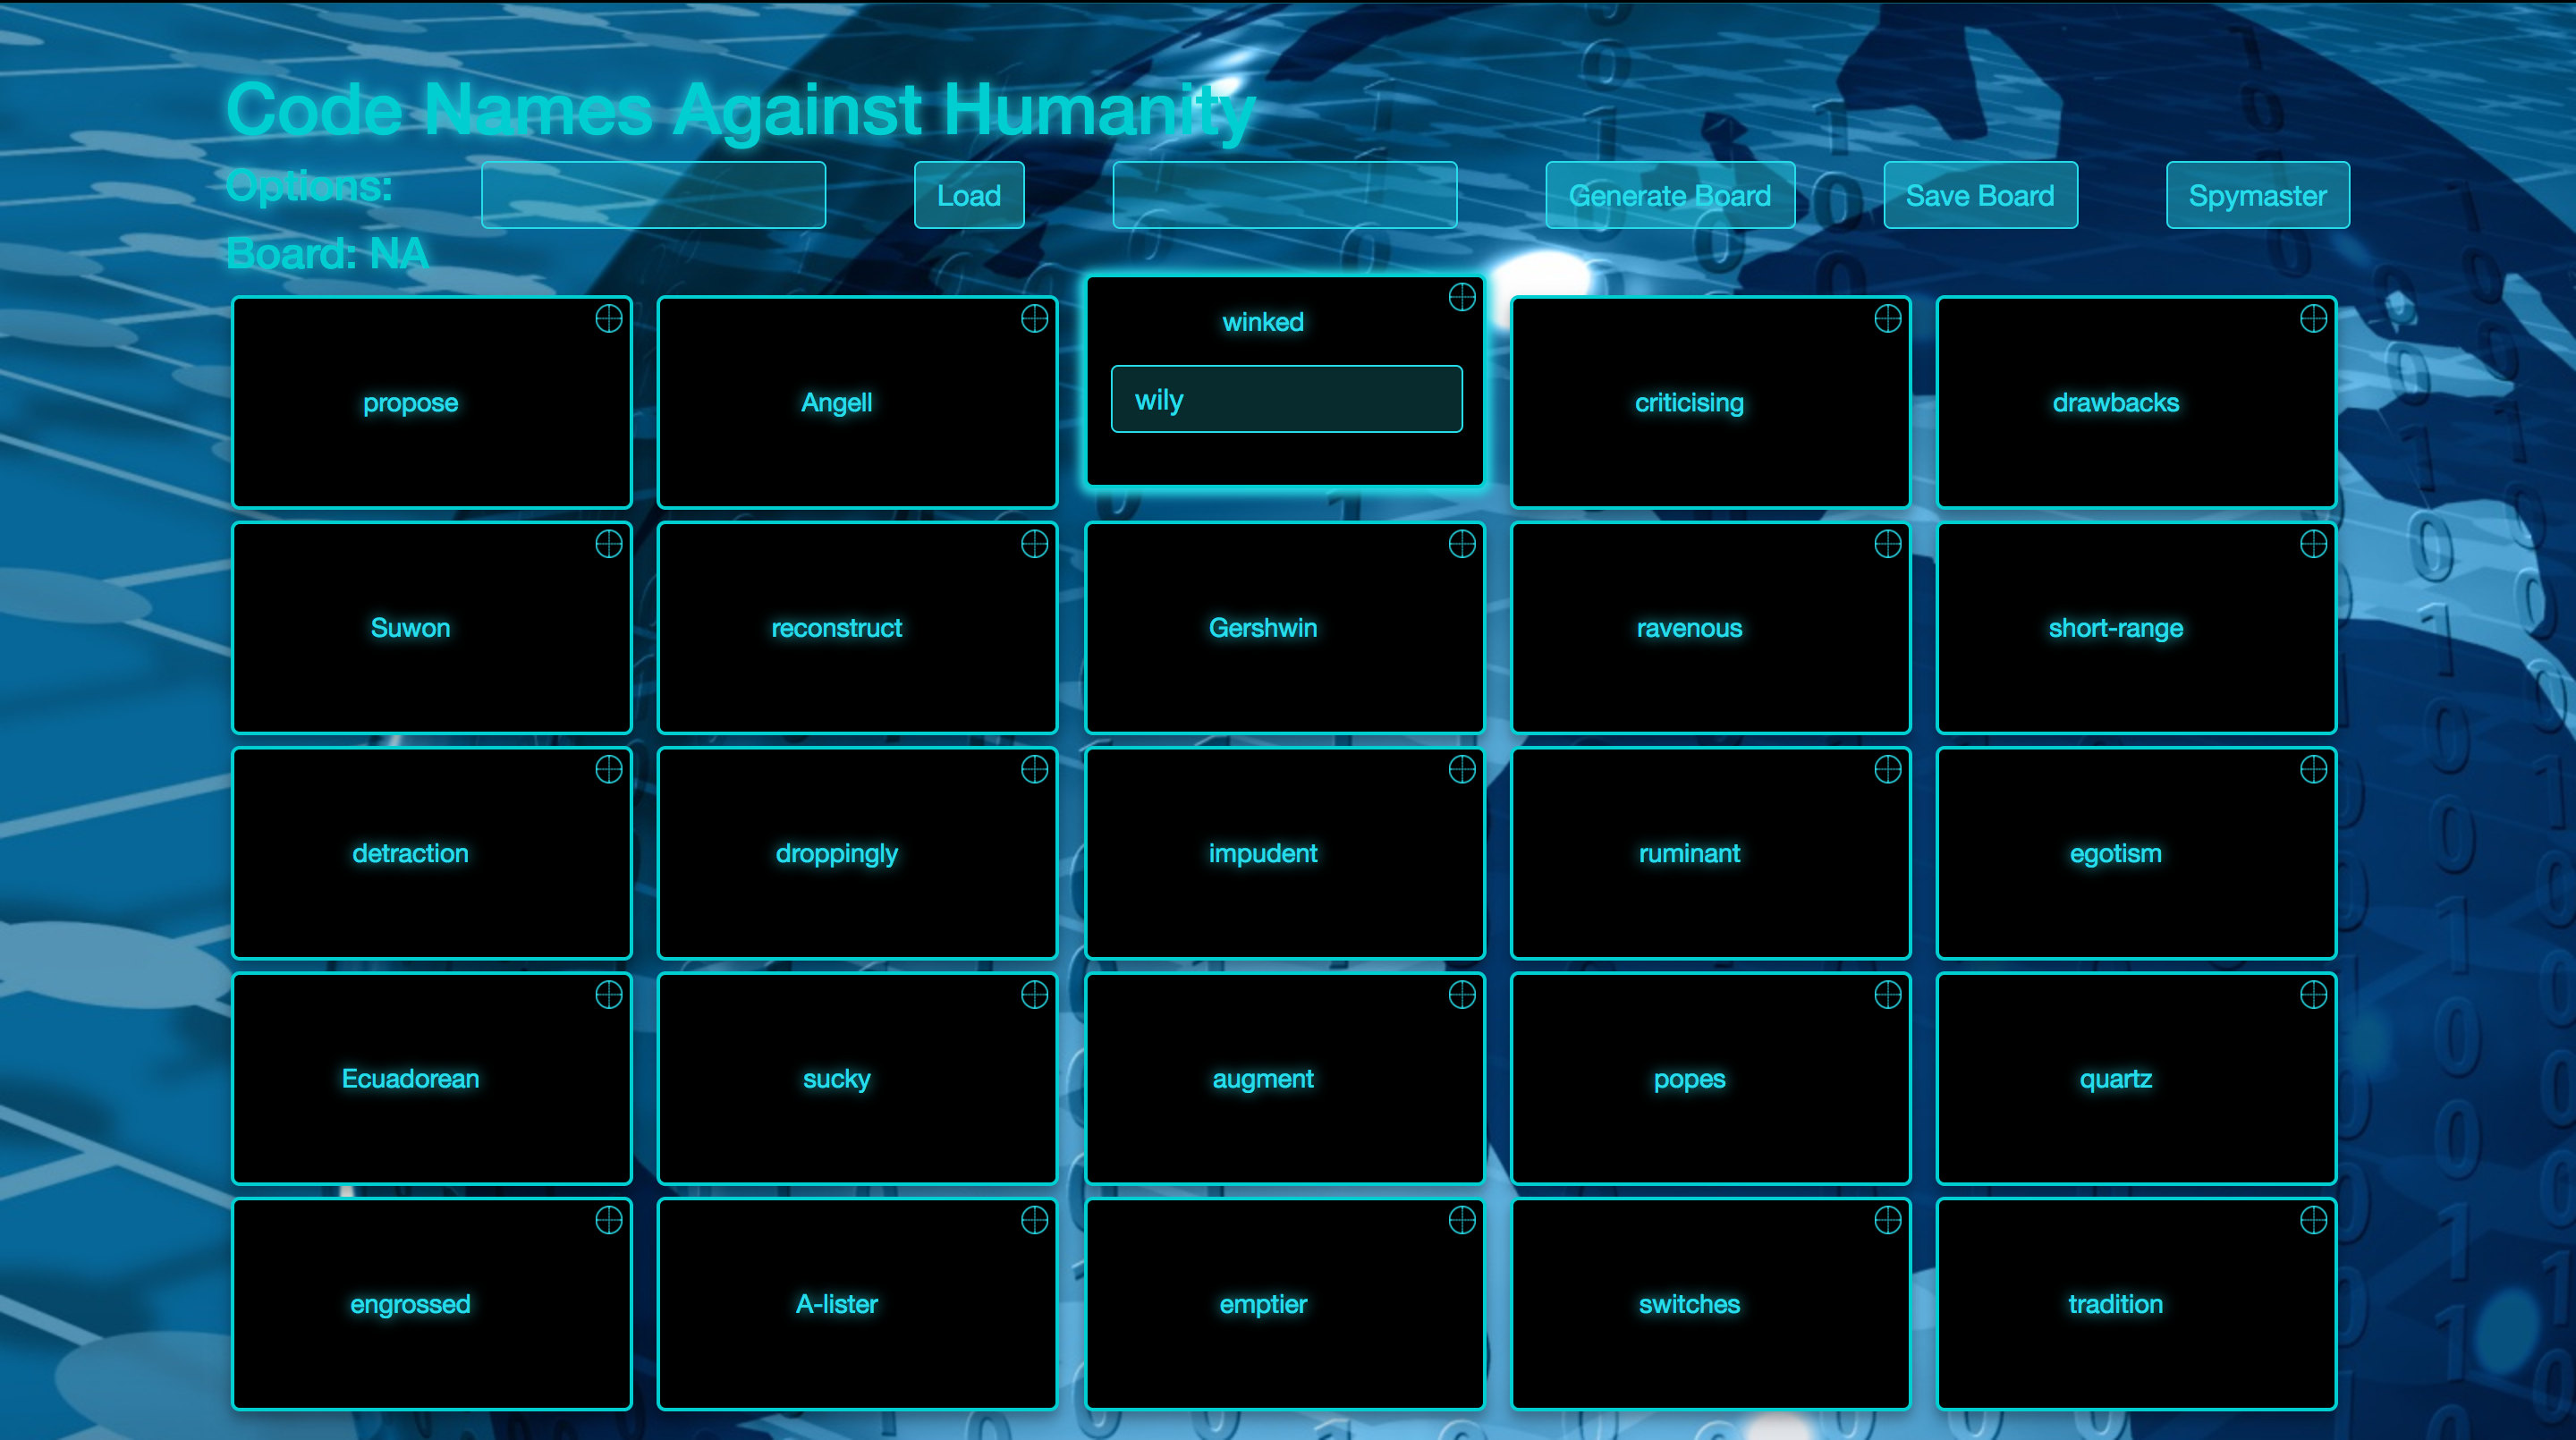 Code Names Against Humanity
Options:
Load
Generate Board
Save Board
Spymaster
Board: NA
propose
Angell
winked
wily
criticising
drawbacks
Suwon
reconstruct
Gershwin
ravenous
short-range
detraction
droppingly
impudent
ruminant
egotism
Ecuadorean
sucky
augment
popes
quartz
engrossed
A-lister
emptier
switches
tradition